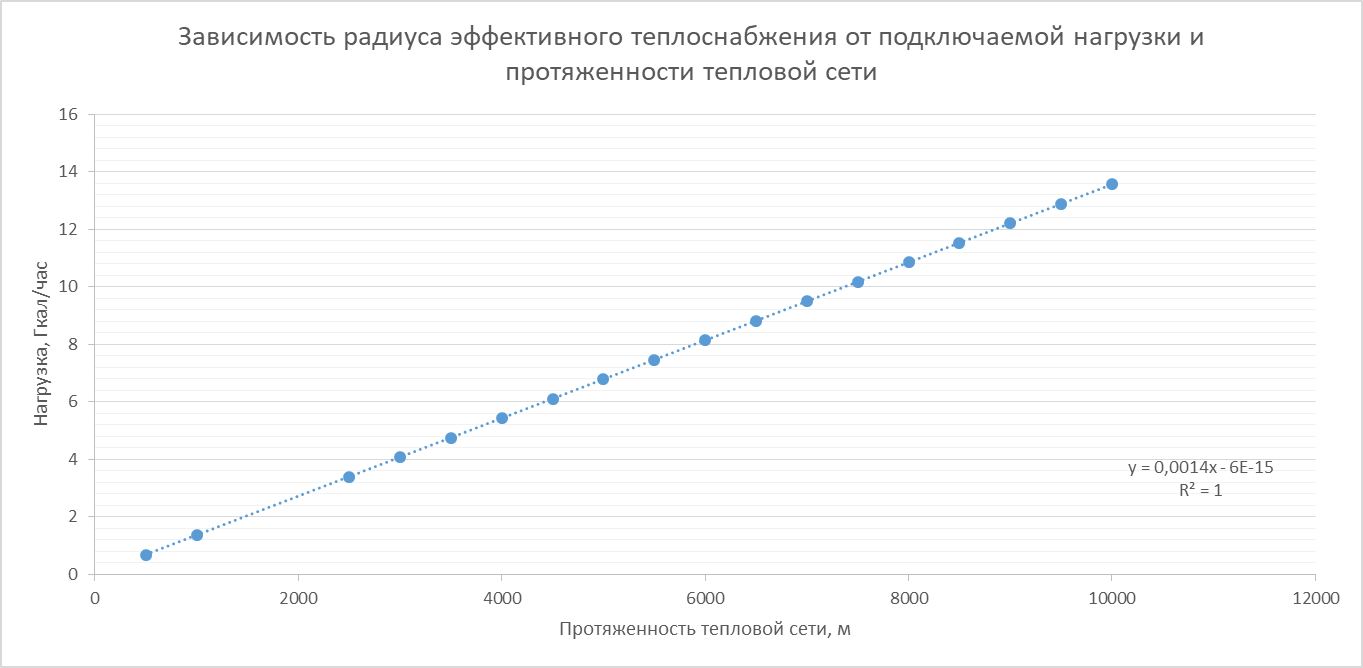 Зависимость радиуса эффективного теплоснабжения от подключаемой нагрузки и
протяженности тепловой сети
16
14
12
10
8
6
4
2
0
Нагрузка, Гкал/час
y = 0,0014x - 6E-15
R² = 1
0
2000
4000
6000
8000
10000
12000
Протяженность тепловой сети, м